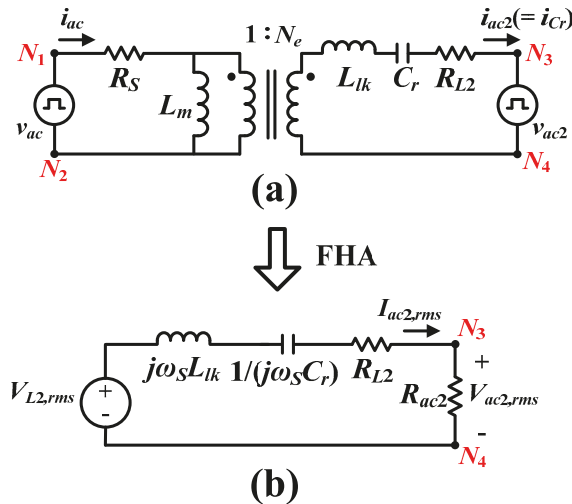 i_ac
i_ac2(= i_Cr)
1 : N_e
N_1
N_3
R_S
L_m
L_lk
C_r
R_L2
v_ac
v_ac2
N_2
N_4
(a)
FHA
I_ac2,rms
N_3
jω_S L_lk
1/(jω_S C_r)
R_L2
+
V_L2,rms
+
-
R_ac2
V_ac2,rms
-
N_4
(b)